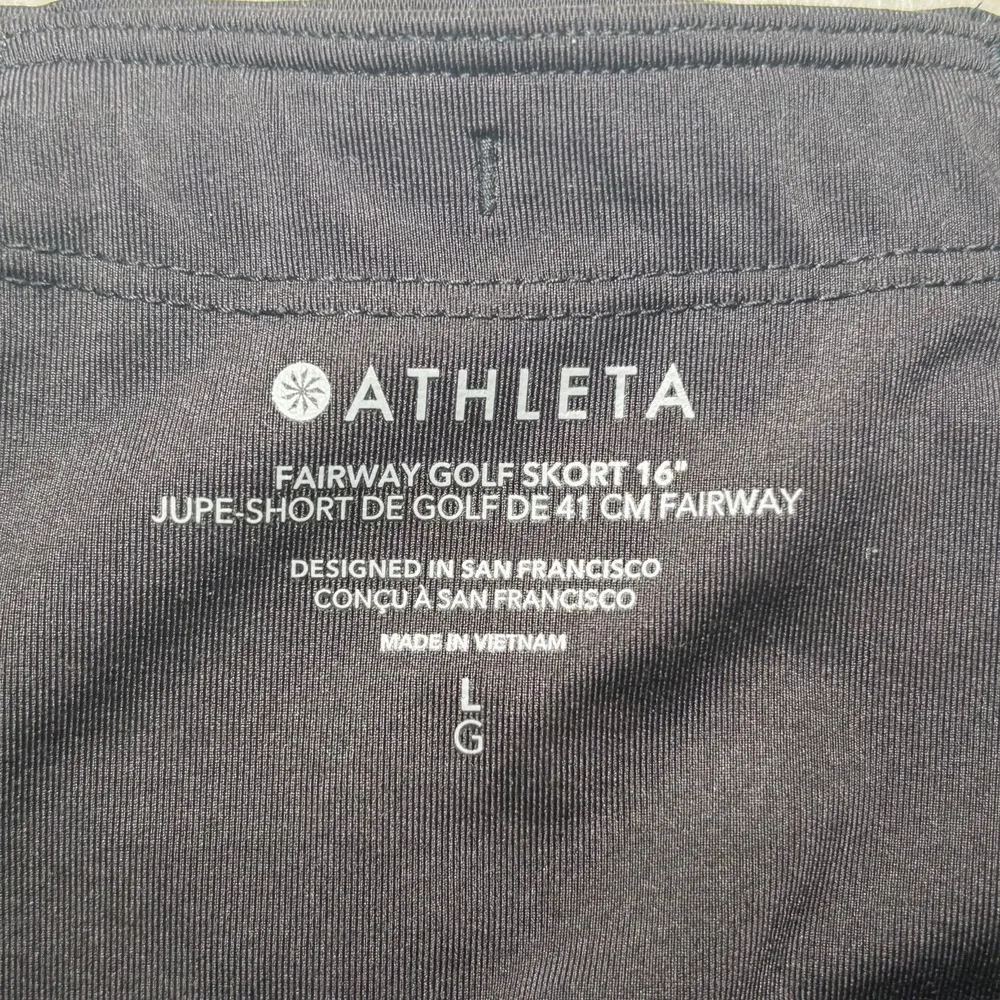 ATHLETA
FAIRWAY GOLF SKORT 16"
JUPE-SHORT DE GOLF DE 41 CM FAIRWAY
DESIGNED IN SAN FRANCISCO
CONÇU À SAN FRANCISCO
MADE IN VIETNAM
L
G